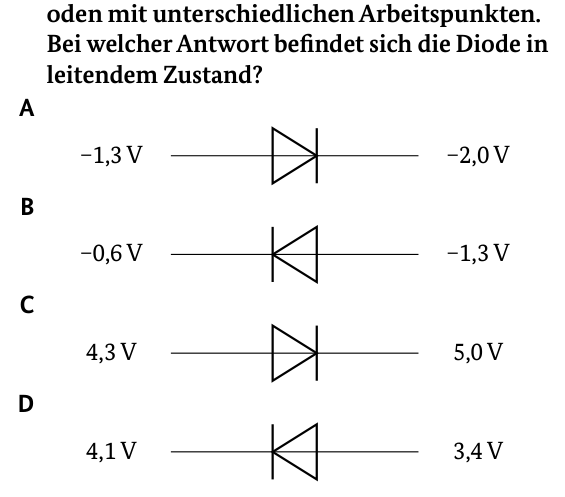 oden mit unterschiedlichen Arbeitspunkten.
Bei welcher Antwort befindet sich die Diode in
leitendem Zustand?
A
−1,3 V −2,0 V
B
−0,6 V −1,3 V
C
4,3 V 5,0 V
D
4,1 V 3,4 V